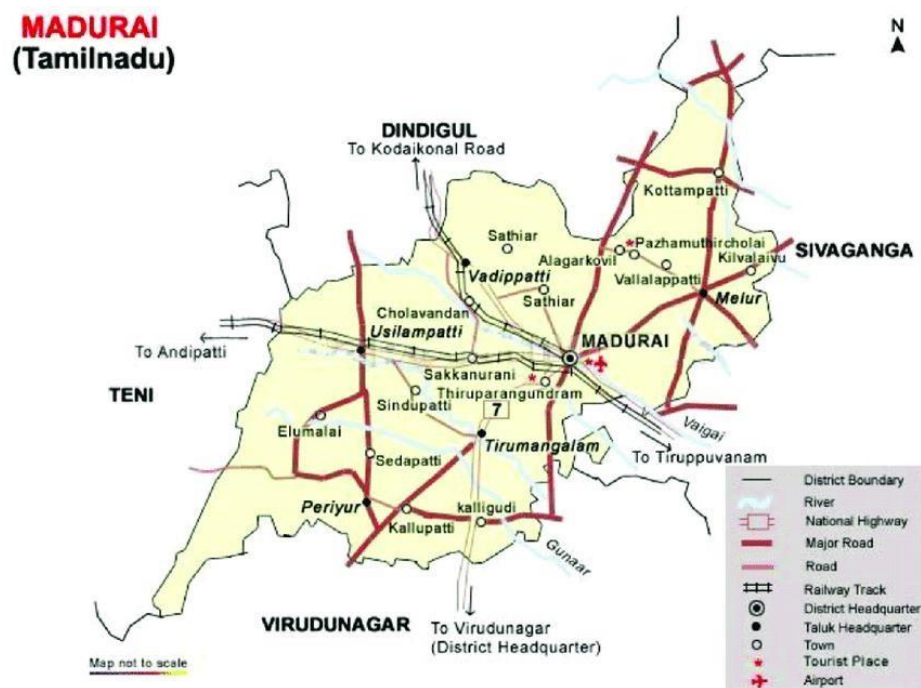 MADURAI
(Tamilnadu)
N
DINDIGUL
To Kodaikonal Road
Kottampatti
Sathiar
Pazhamuthircholai
Alagarkovil
Kilvalaivu
SIVAGANGA
Vadippatti
Vallalappatti
Sathiar
Melur
Cholavandan
Usilampatti
MADURAI
To Andipatti
Sakkanurani
TENI
Thiruparangundram
Sindupatti
7
Vaigai
Elumalai
Tirumangalam
To Tiruppuvanam
Sedapatti
Periyur
kalligudi
Kallupatti
Gunaar
VIRUDUNAGAR
To Virudunagar
(District Headquarter)
Map not to scale
District Boundary
River
National Highway
Major Road
Road
Railway Track
District Headquarter
Taluk Headquarter
Town
Tourist Place
Airport